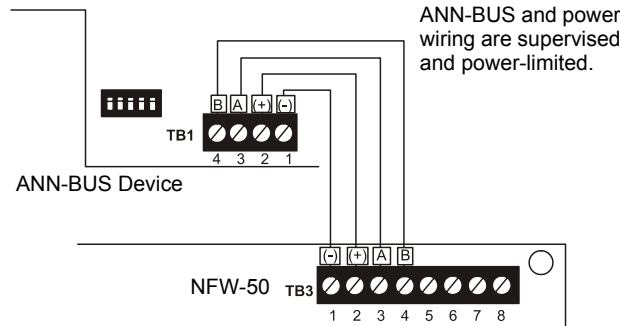 ANN-BUS and power
wiring are supervised
and power-limited.
B A (+) (-)
TB1
4 3 2 1
ANN-BUS Device
(-) (+) A B
NFW-50 TB3
1 2 3 4 5 6 7 8